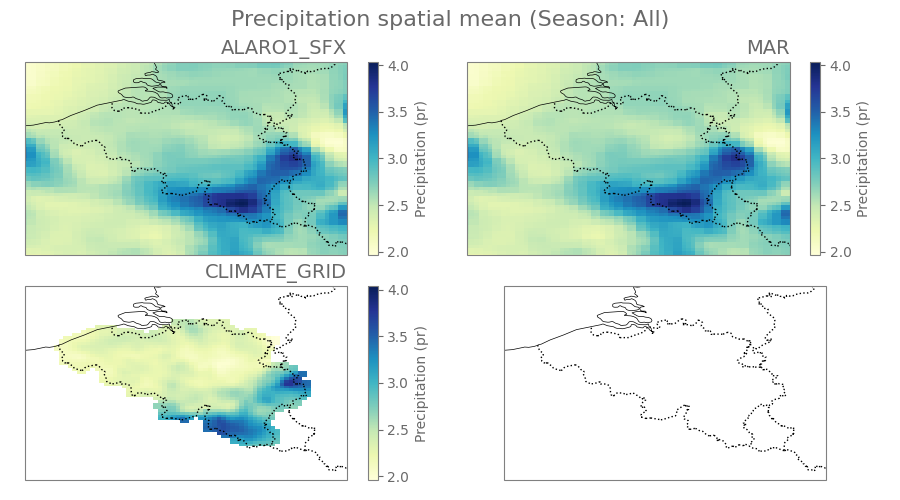 Precipitation spatial mean (Season: All)
ALARO1_SFX
MAR
4.0
3.5
3.0
2.5
2.0
Precipitation (pr)
4.0
3.5
3.0
2.5
2.0
Precipitation (pr)
CLIMATE_GRID
4.0
3.5
3.0
2.5
2.0
Precipitation (pr)